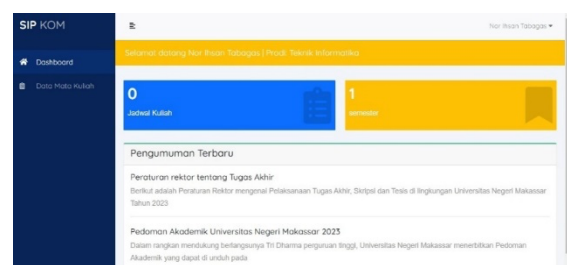 SIP KOM
Nor Ihsan Tabagas
Dashboard
Data Mata Kuliah
Selamat datang Nor Ihsan Tabagas | Prodi: Teknik Informatika
0
Jadwal Kuliah
1
semester
Pengumuman Terbaru
Peraturan rektor tentang Tugas Akhir
Berikut adalah Peraturan Rektor mengenai Pelaksanaan Tugas Akhir, Skripsi dan Tesis di lingkungan Universitas Negeri Makassar
Tahun 2023
Pedoman Akademik Universitas Negeri Makassar 2023
Dalam rangkan mendukung berlangsunya Tri Dharma perguruan tinggi, Universitas Negeri Makassar menerbitkan Pedoman
Akademik yang dapat di unduh pada